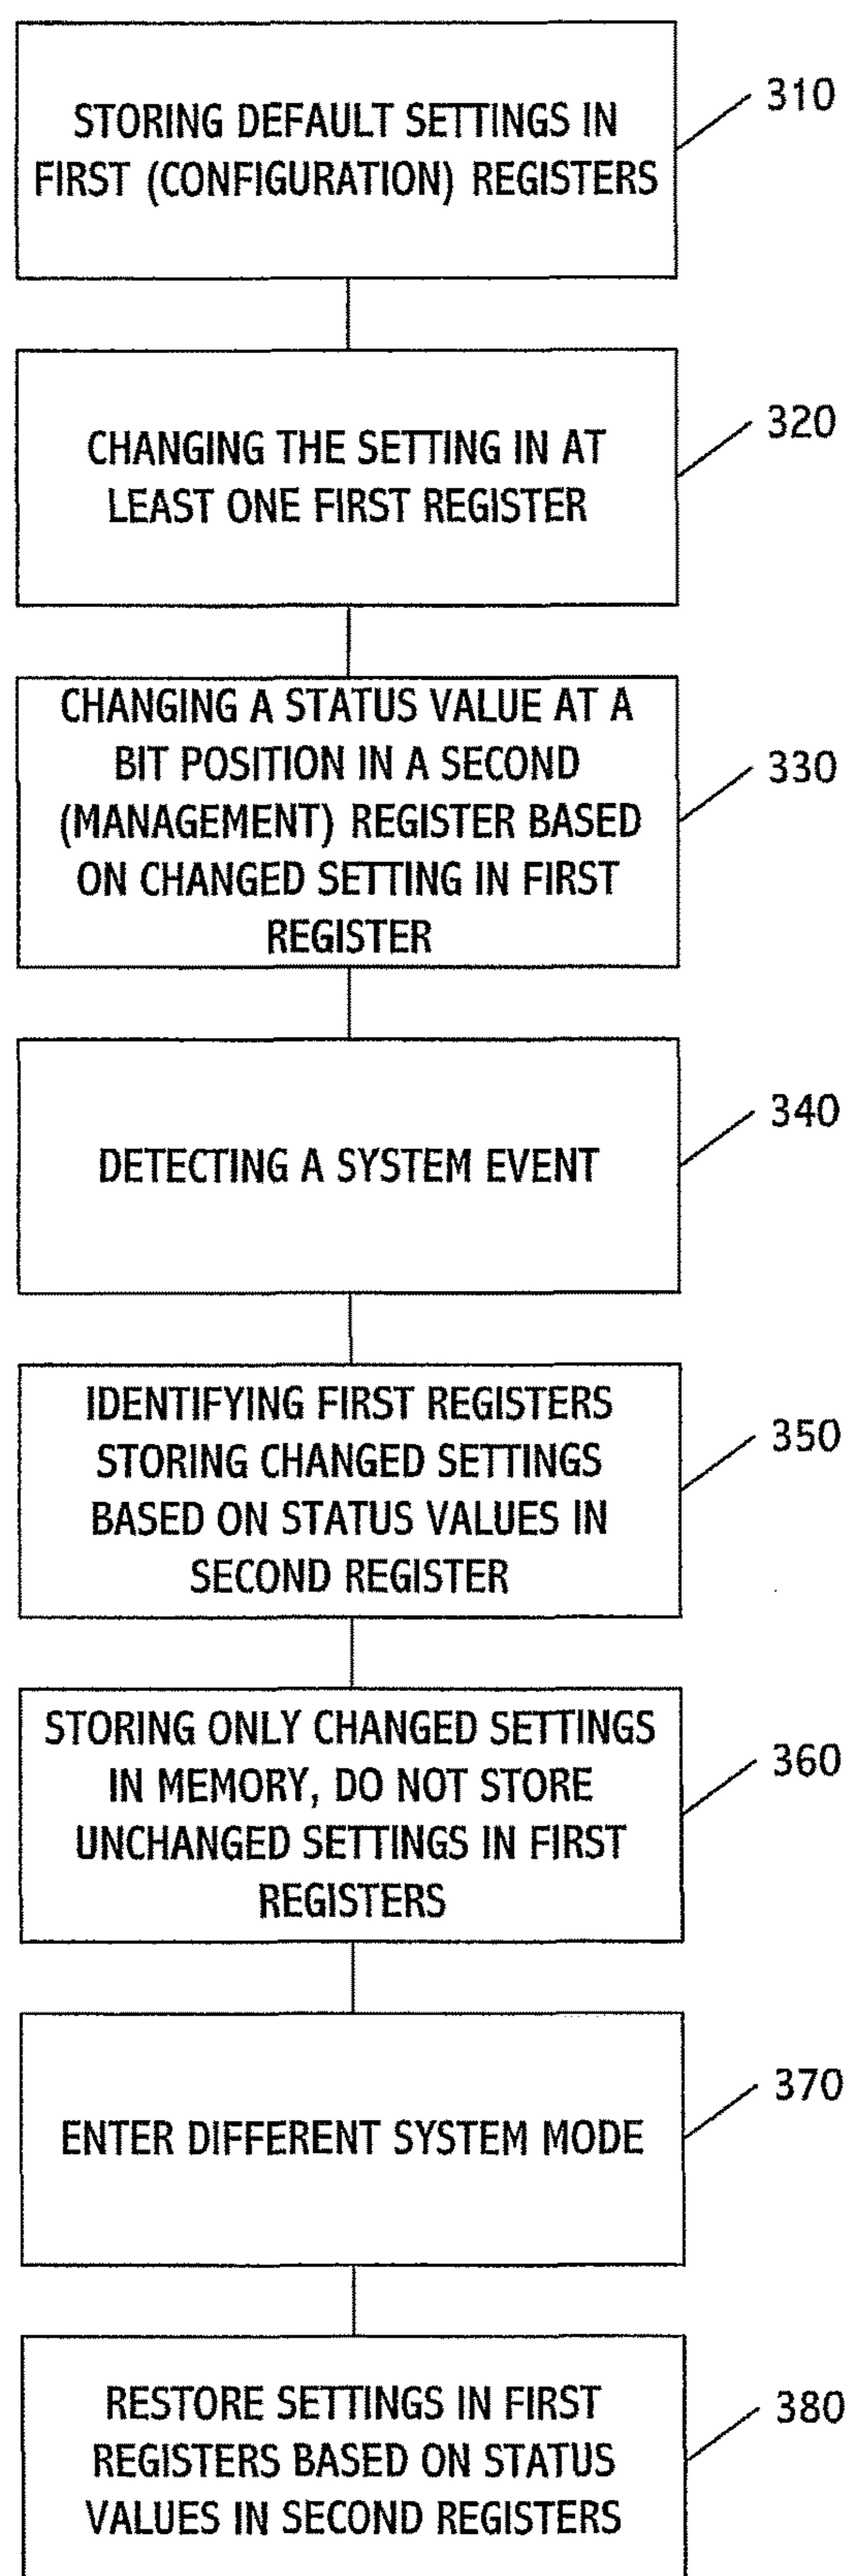 STORING DEFAULT SETTINGS IN
FIRST (CONFIGURATION) REGISTERS
310
CHANGING THE SETTING IN AT
LEAST ONE FIRST REGISTER
320
CHANGING A STATUS VALUE AT A
BIT POSITION IN A SECOND
(MANAGEMENT) REGISTER BASED
ON CHANGED SETTING IN FIRST
REGISTER
330
DETECTING A SYSTEM EVENT
340
IDENTIFYING FIRST REGISTERS
STORING CHANGED SETTINGS
BASED ON STATUS VALUES IN
SECOND REGISTER
350
STORING ONLY CHANGED SETTINGS
IN MEMORY, DO NOT STORE
UNCHANGED SETTINGS IN FIRST
REGISTERS
360
ENTER DIFFERENT SYSTEM MODE
370
RESTORE SETTINGS IN FIRST
REGISTERS BASED ON STATUS
VALUES IN SECOND REGISTERS
380